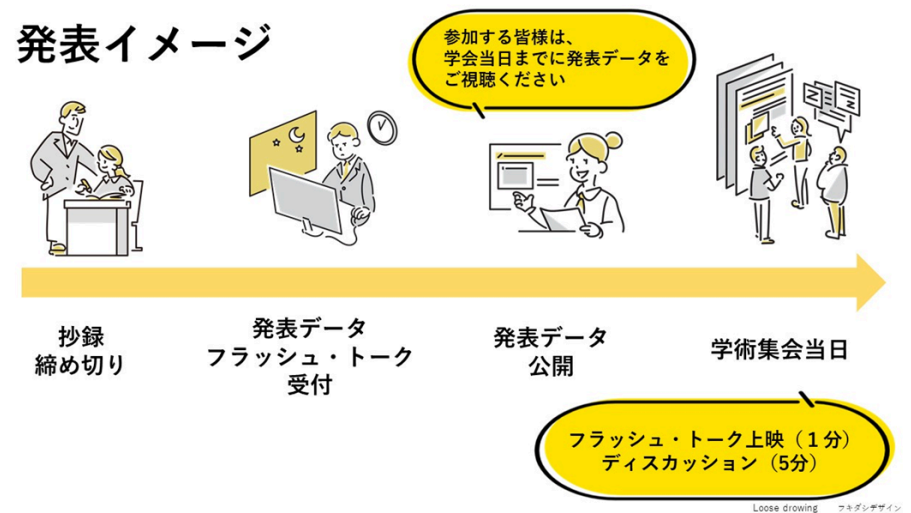 発表イメージ
参加する皆様は、
学会当日までに発表データを
ご視聴ください
抄録
締め切り
発表データ
フラッシュ・トーク
受付
発表データ
公開
学術集会当日
フラッシュ・トーク上映（１分）
ディスカッション（5分）
Loose drowing
フキダシデザイン